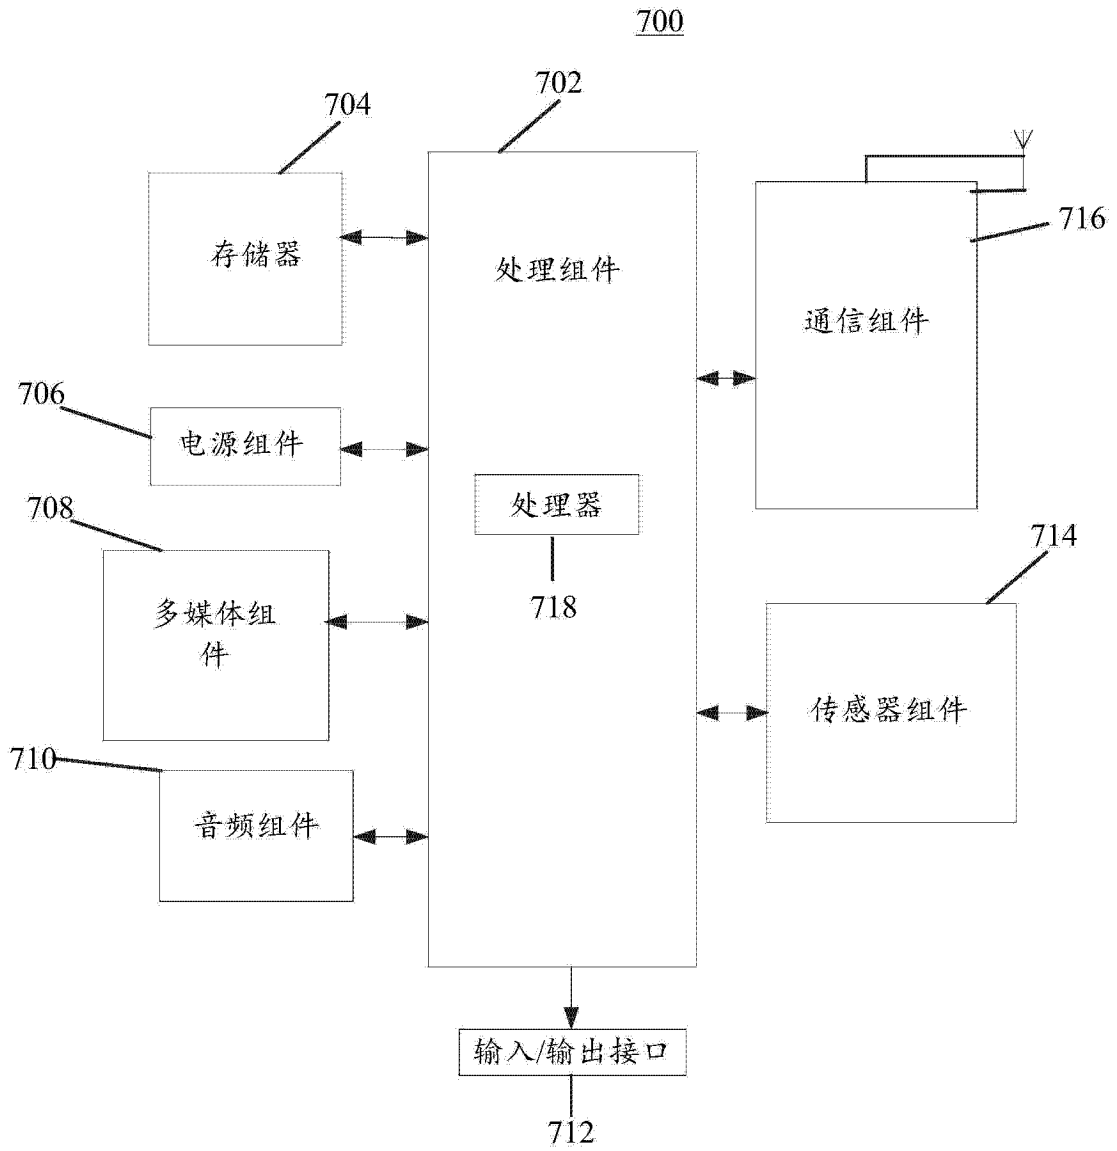 700
702
704
存储器
处理组件
716
通信组件
706
电源组件
708
处理器
718
714
多媒体组
件
传感器组件
710
音频组件
输入/输出接口
712